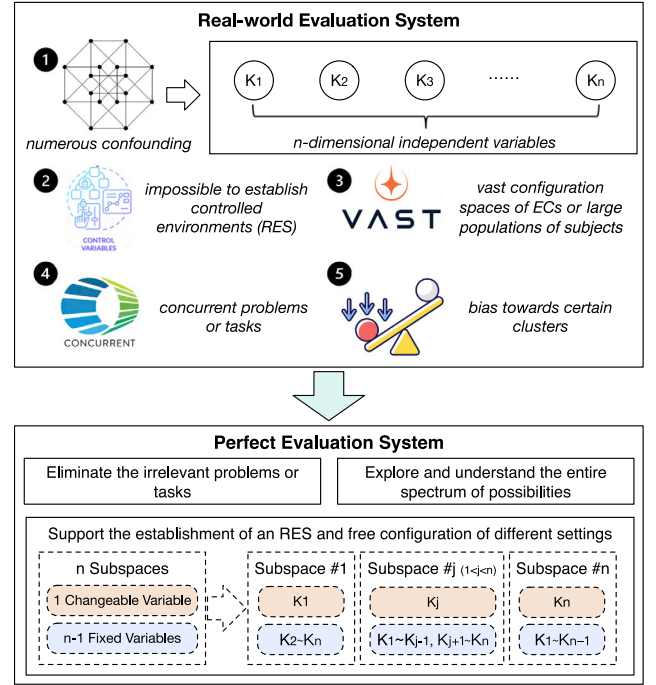 Real-world Evaluation System
1
numerous confounding
K1
K2
K3
······
Kn
n-dimensional independent variables
2
CONTROL
VARIABLES
impossible to establish
controlled
environments (RES)
3
VAST
vast configuration
spaces of ECs or large
populations of subjects
4
CONCURRENT
concurrent problems
or tasks
5
bias towards certain
clusters
Perfect Evaluation System
Eliminate the irrelevant problems or
tasks
Explore and understand the entire
spectrum of possibilities
Support the establishment of an RES and free configuration of different settings
n Subspaces
1 Changeable Variable
n-1 Fixed Variables
Subspace #1
K1
K2~Kn
Subspace #j (1<j<n)
Kj
K1~Kj-1, Kj+1~Kn
Subspace #n
Kn
K1~Kn-1